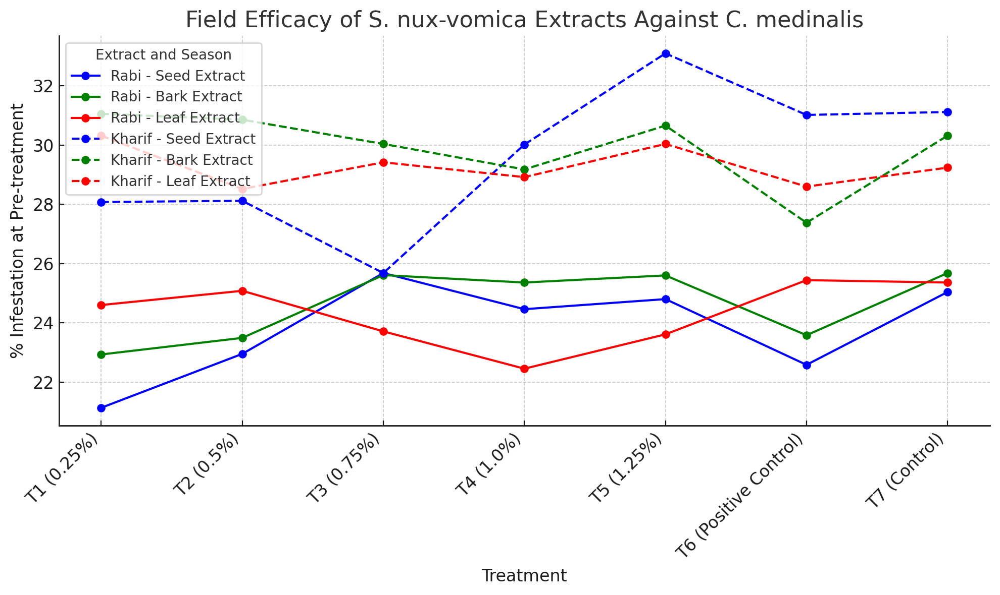 Field Efficacy of S. nux-vomica Extracts Against C. medinalis
Extract and Season
Rabi - Seed Extract
Rabi - Bark Extract
Rabi - Leaf Extract
Kharif - Seed Extract
Kharif - Bark Extract
Kharif - Leaf Extract
% Infestation at Pre-treatment
32
30
28
26
24
22
T1 (0.25%)
T2 (0.5%)
T3 (0.75%)
T4 (1.0%)
T5 (1.25%)
T6 (Positive Control)
T7 (Control)
Treatment